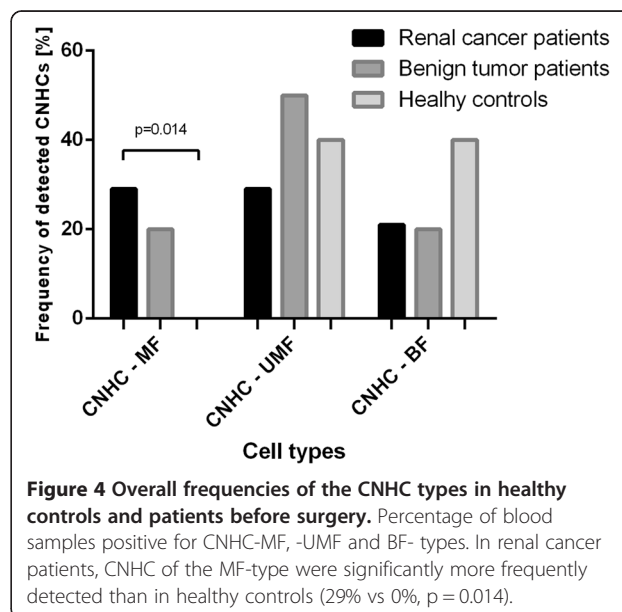 Renal cancer patients
Benign tumor patients
Healhy controls
Frequency of detected CNHCs [%]
60
40
20
0
p=0.014
CNHC - MF
CNHC - UMF
CNHC - BF
Cell types
Figure 4 Overall frequencies of the CNHC types in healthy
controls and patients before surgery. Percentage of blood
samples positive for CNHC-MF, -UMF and BF- types. In renal cancer
patients, CNHC of the MF-type were significantly more frequently
detected than in healthy controls (29% vs 0%, p = 0.014).